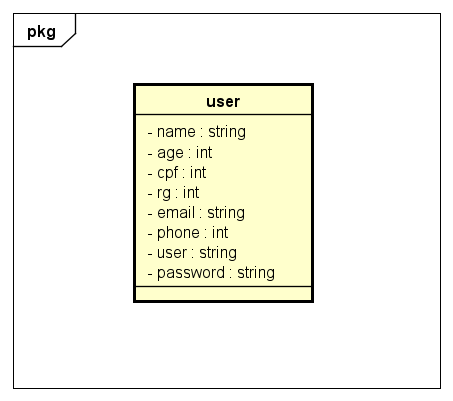 pkg
user
- name : string
- age : int
- cpf : int
- rg : int
- email : string
- phone : int
- user : string
- password : string